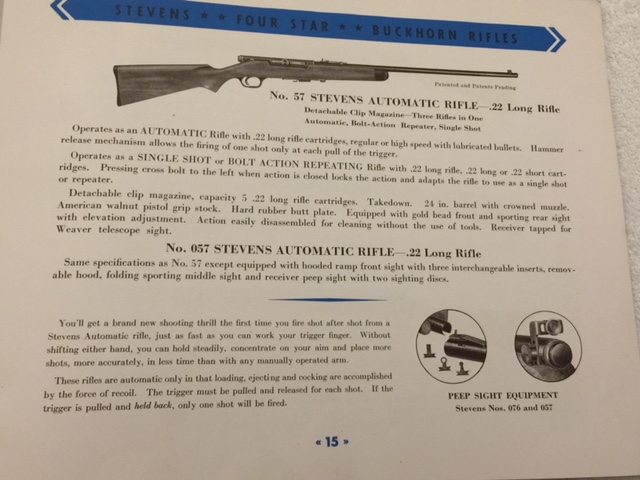 STEVENS ★ ★ FOUR STAR ★ ★ BUCKHORN RIFLES
Patented and Patents Pending
No. 57 STEVENS AUTOMATIC RIFLE—.22 Long Rifle
Detachable Clip Magazine—Three Rifles in One
Automatic, Bolt-Action Repeater, Single Shot
Operates as an AUTOMATIC Rifle with .22 long rifle cartridges, regular or high speed with lubricated bullets. Hammer
release mechanism allows the firing of one shot only at each pull of the trigger.
Operates as a SINGLE SHOT or BOLT ACTION REPEATING Rifle with .22 long rifle, .22 long or .22 short cart-
ridges. Pressing cross bolt to the left when action is closed locks the action and adapts the rifle to use as a single shot
or repeater.
Detachable clip magazine, capacity 5 .22 long rifle cartridges. Takedown. 24 in. barrel with crowned muzzle.
American walnut pistol grip stock. Hard rubber butt plate. Equipped with gold bead front and sporting rear sight
with elevation adjustment. Action easily disassembled for cleaning without the use of tools. Receiver tapped for
Weaver telescope sight.
No. 057 STEVENS AUTOMATIC RIFLE—.22 Long Rifle
Same specifications as No. 57 except equipped with hooded ramp front sight with three interchangeable inserts, remov-
able hood, folding sporting middle sight and receiver peep sight with two sighting discs.
You'll get a brand new shooting thrill the first time you fire shot after shot from a
Stevens Automatic rifle, just as fast as you can work your trigger finger. Without
shifting either hand, you can hold steadily, concentrate on your aim and place more
shots, more accurately, in less time than with any manually operated arm.
These rifles are automatic only in that loading, ejecting and cocking are accomplished
by the force of recoil. The trigger must be pulled and released for each shot. If the
trigger is pulled and held back, only one shot will be fired.
PEEP SIGHT EQUIPMENT
Stevens Nos. 076 and 057
« 15 »